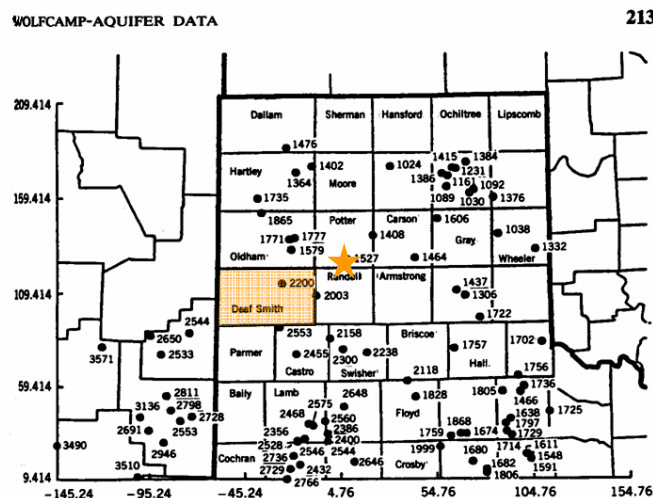 WOLFCAMP-AQUIFER DATA 213
209.414 Dallam Sherman Hansford Ochiltree Lipscomb
1476
1402 1024 1415 1384
Hartley 1364 Moore 1386 1231
1161 1092
159.414 1735 1089 1030 1376
1865 Potter Carson 1606
1771 1777 1408 Gray 1038
Oldham 1579 1527 1464 Wheeler 1332
Randall Armstrong
109.414 2200 2003 1437
1306
Deaf Smith 1722
2544 2553 2158 Briscoe 1702
2650
3571 2533 Parmer 2455 2300 2238 1757 Hall
Castro Swisher 2118 1756
59.414 2811 Baily Lamb 2575 2648 1828 1805 1736
3136 2798 2468 2560 Floyd 1466
2728 2386 1638 1725
2691 2553 2356 2400 1759 1868 1674 1729
3490 2946 2528 2546 2544 1999 1611
Cochran 2736 2646 Crosby 1680 1548
3510 2729 2432 1682 1591
9.414 2766 1806
-145.24 -95.24 -45.24 4.76 54.76 104.76 154.76